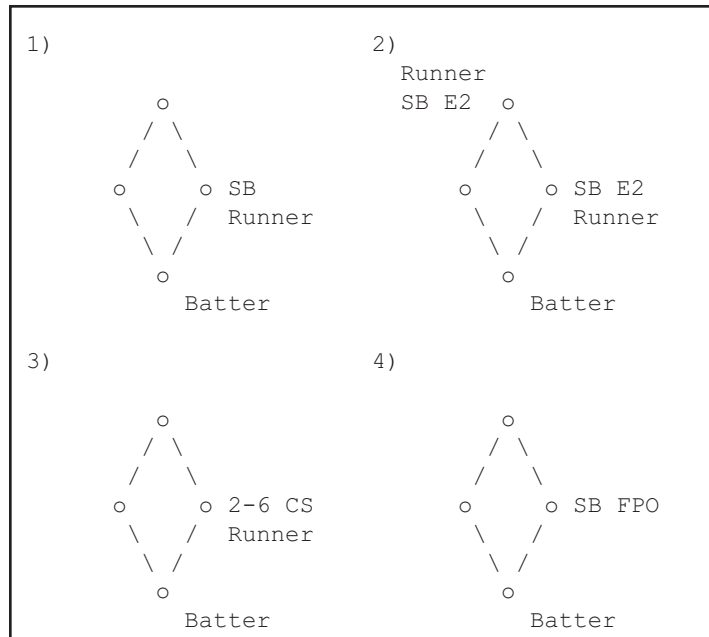 1)
SB
Runner
Batter
2)
Runner
SB E2
SB E2
Runner
Batter
3)
2-6 CS
Runner
Batter
4)
SB FPO
Batter